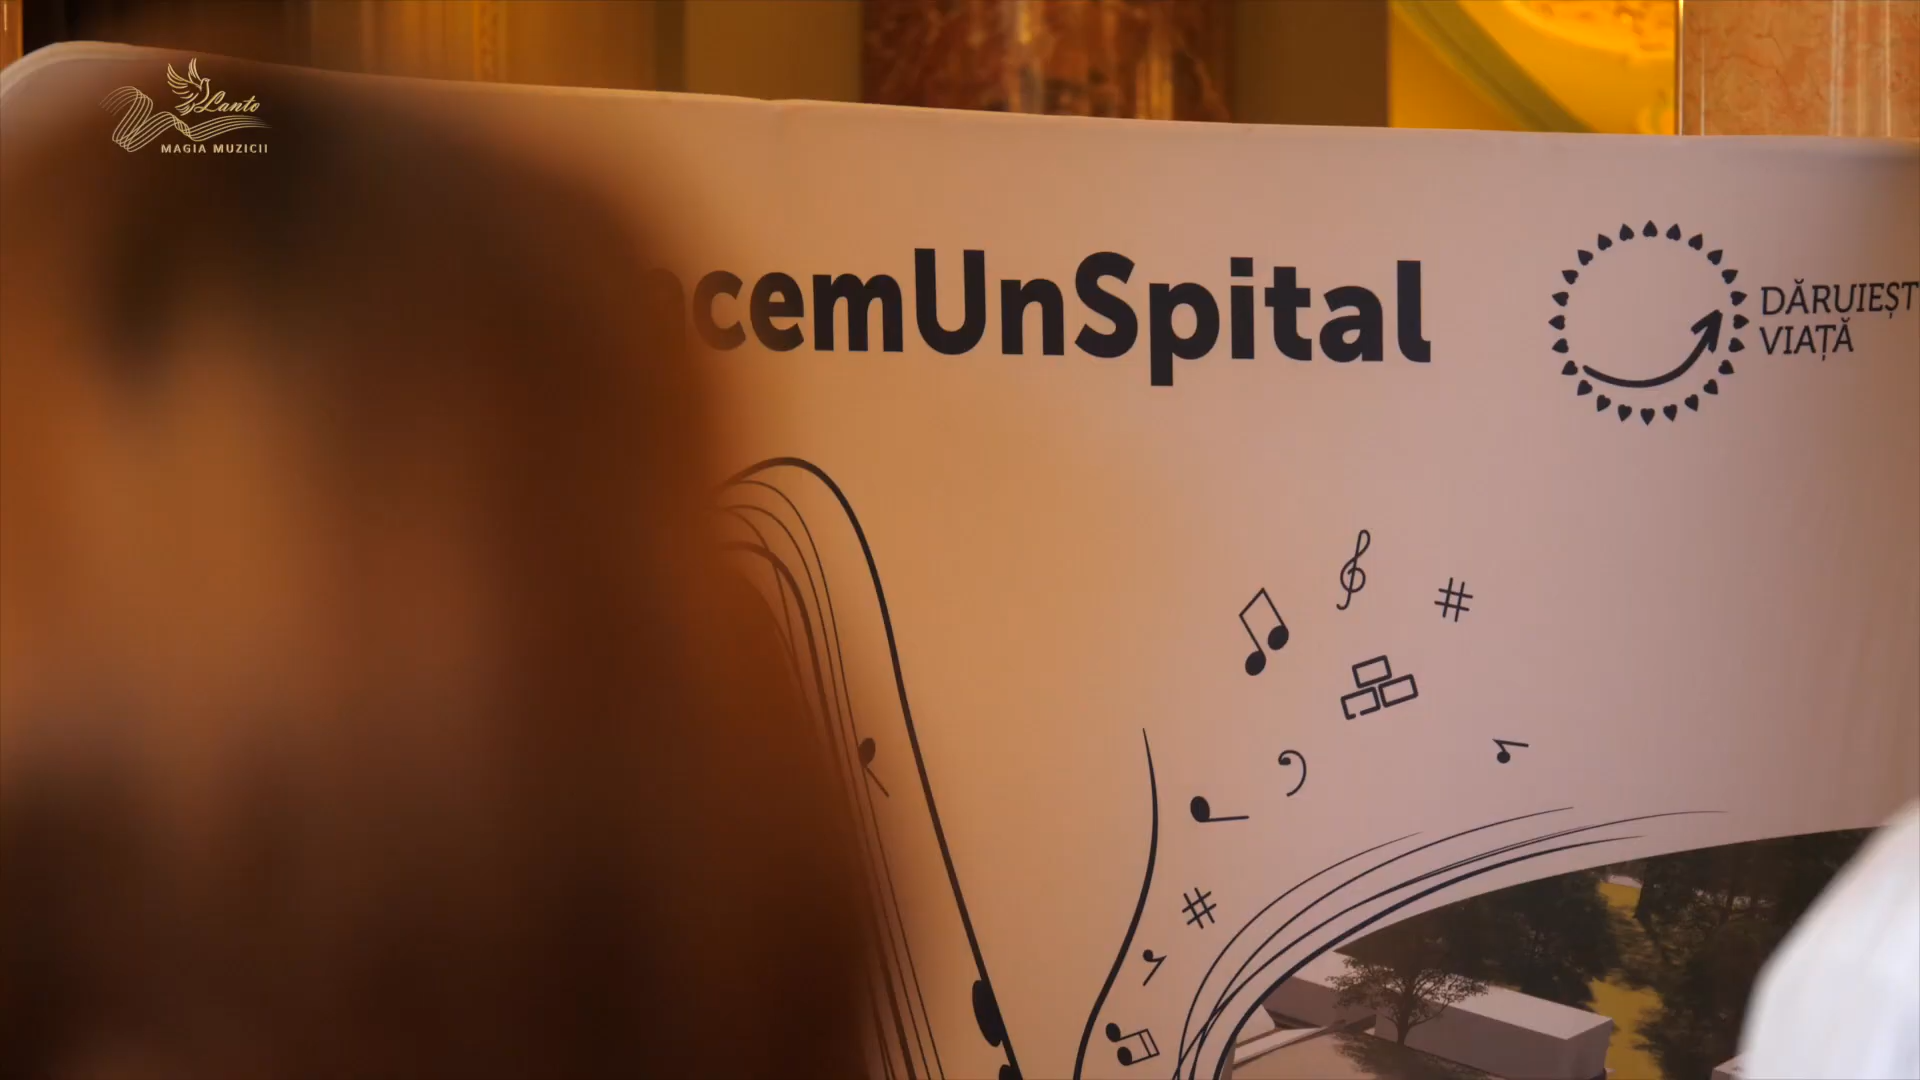 Lanto
MAGIA MUZICII
cemUnSpital
DĂRUIEȘT
VIAȚĂ